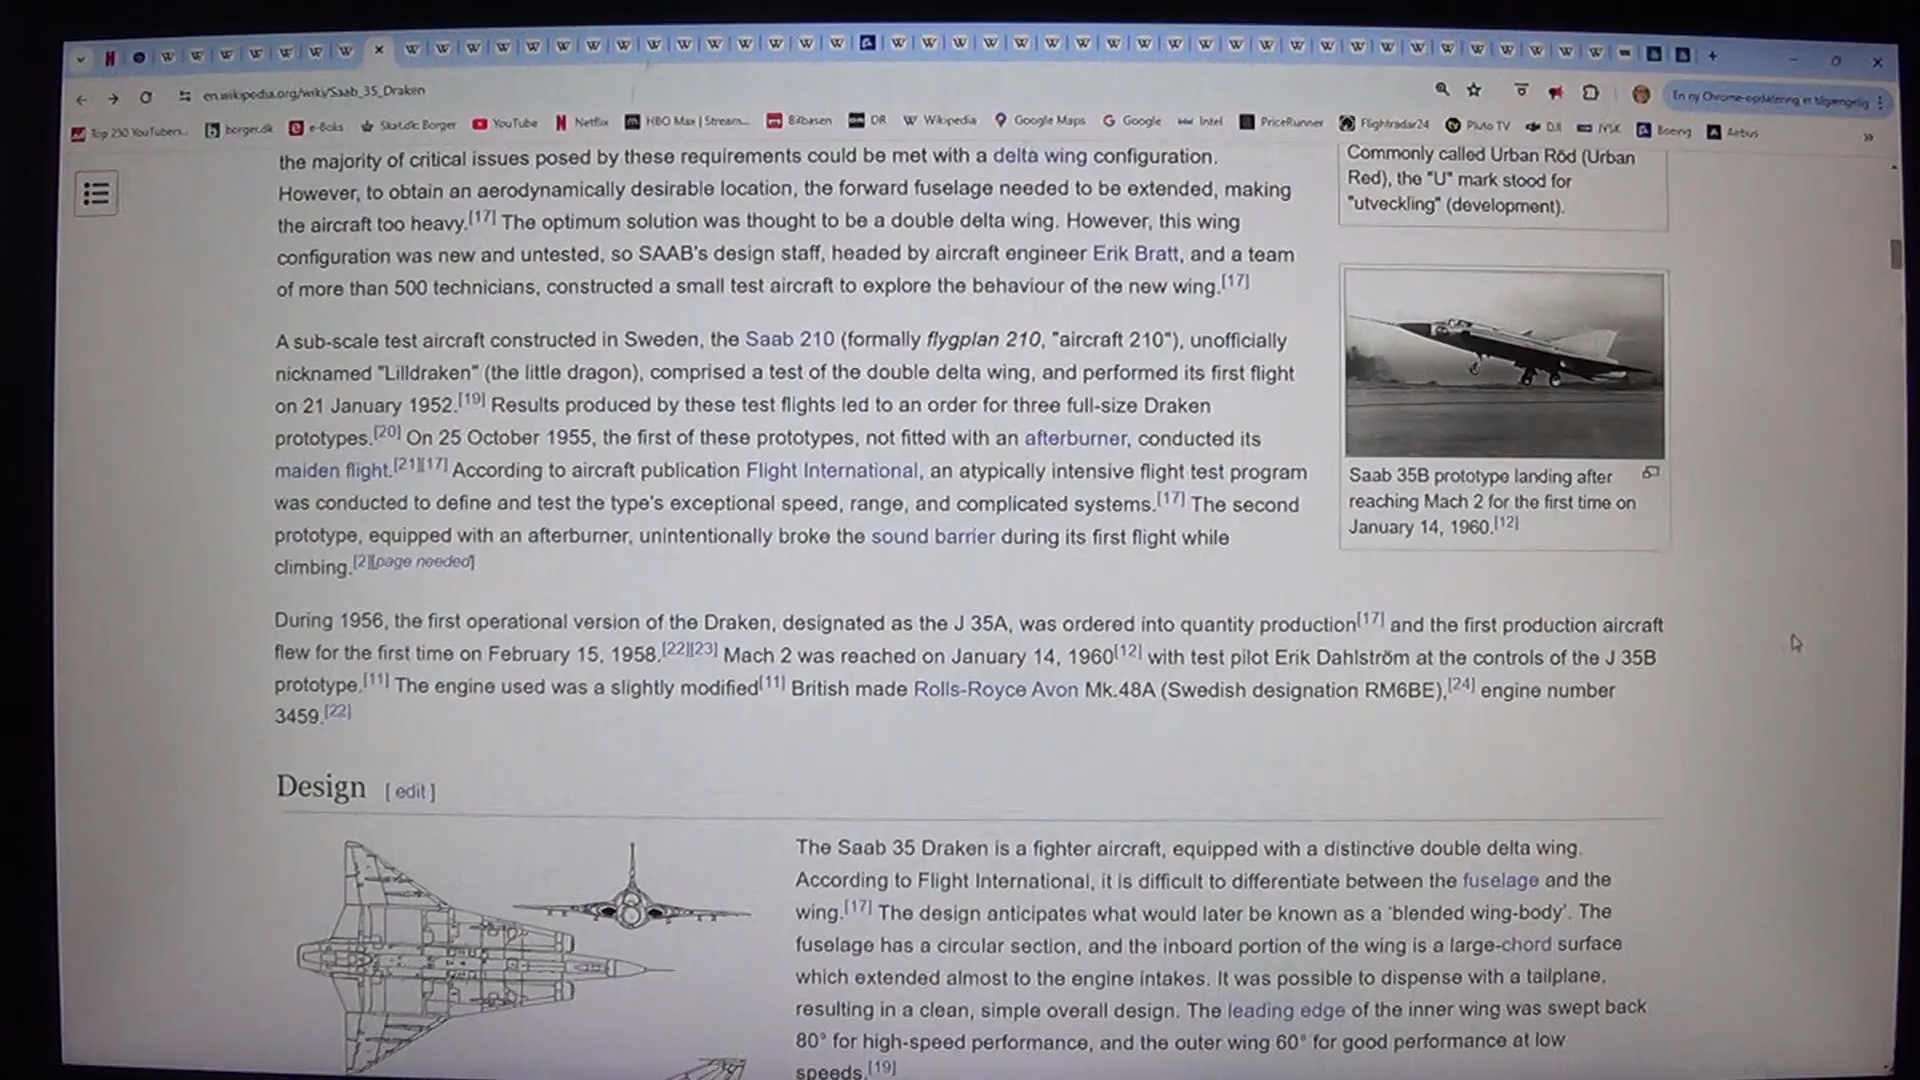 en.wikipedia.org/wiki/Saab_35_Draken
En ny Chrome-opdatering er tilgængelig
Top 250 YouTubers...
borger.dk
e-Boks
Skat.dk: Borger
YouTube
Netflix
HBO Max | Stream...
Bilbasen
DR
Wikipedia
Google Maps
Google
Intel
PriceRunner
Flightradar24
Pluto TV
DJI
JYSK
Boeing
Airbus
the majority of critical issues posed by these requirements could be met with a delta wing configuration.
However, to obtain an aerodynamically desirable location, the forward fuselage needed to be extended, making
the aircraft too heavy.[17] The optimum solution was thought to be a double delta wing. However, this wing
configuration was new and untested, so SAAB's design staff, headed by aircraft engineer Erik Bratt, and a team
of more than 500 technicians, constructed a small test aircraft to explore the behaviour of the new wing.[17]
A sub-scale test aircraft constructed in Sweden, the Saab 210 (formally flygplan 210, "aircraft 210"), unofficially
nicknamed "Lilldraken" (the little dragon), comprised a test of the double delta wing, and performed its first flight
on 21 January 1952.[19] Results produced by these test flights led to an order for three full-size Draken
prototypes.[20] On 25 October 1955, the first of these prototypes, not fitted with an afterburner, conducted its
maiden flight.[21][17] According to aircraft publication Flight International, an atypically intensive flight test program
was conducted to define and test the type's exceptional speed, range, and complicated systems.[17] The second
prototype, equipped with an afterburner, unintentionally broke the sound barrier during its first flight while
climbing.[2][page needed]
Commonly called Urban Röd (Urban
Red), the "U" mark stood for
"utveckling" (development).
Saab 35B prototype landing after
reaching Mach 2 for the first time on
January 14, 1960.[12]
During 1956, the first operational version of the Draken, designated as the J 35A, was ordered into quantity production[17] and the first production aircraft
flew for the first time on February 15, 1958.[22][23] Mach 2 was reached on January 14, 1960[12] with test pilot Erik Dahlström at the controls of the J 35B
prototype.[11] The engine used was a slightly modified[11] British made Rolls-Royce Avon Mk.48A (Swedish designation RM6BE),[24] engine number
3459.[22]
Design [ edit ]
The Saab 35 Draken is a fighter aircraft, equipped with a distinctive double delta wing.
According to Flight International, it is difficult to differentiate between the fuselage and the
wing.[17] The design anticipates what would later be known as a 'blended wing-body'. The
fuselage has a circular section, and the inboard portion of the wing is a large-chord surface
which extended almost to the engine intakes. It was possible to dispense with a tailplane,
resulting in a clean, simple overall design. The leading edge of the inner wing was swept back
80° for high-speed performance, and the outer wing 60° for good performance at low
speeds.[19]